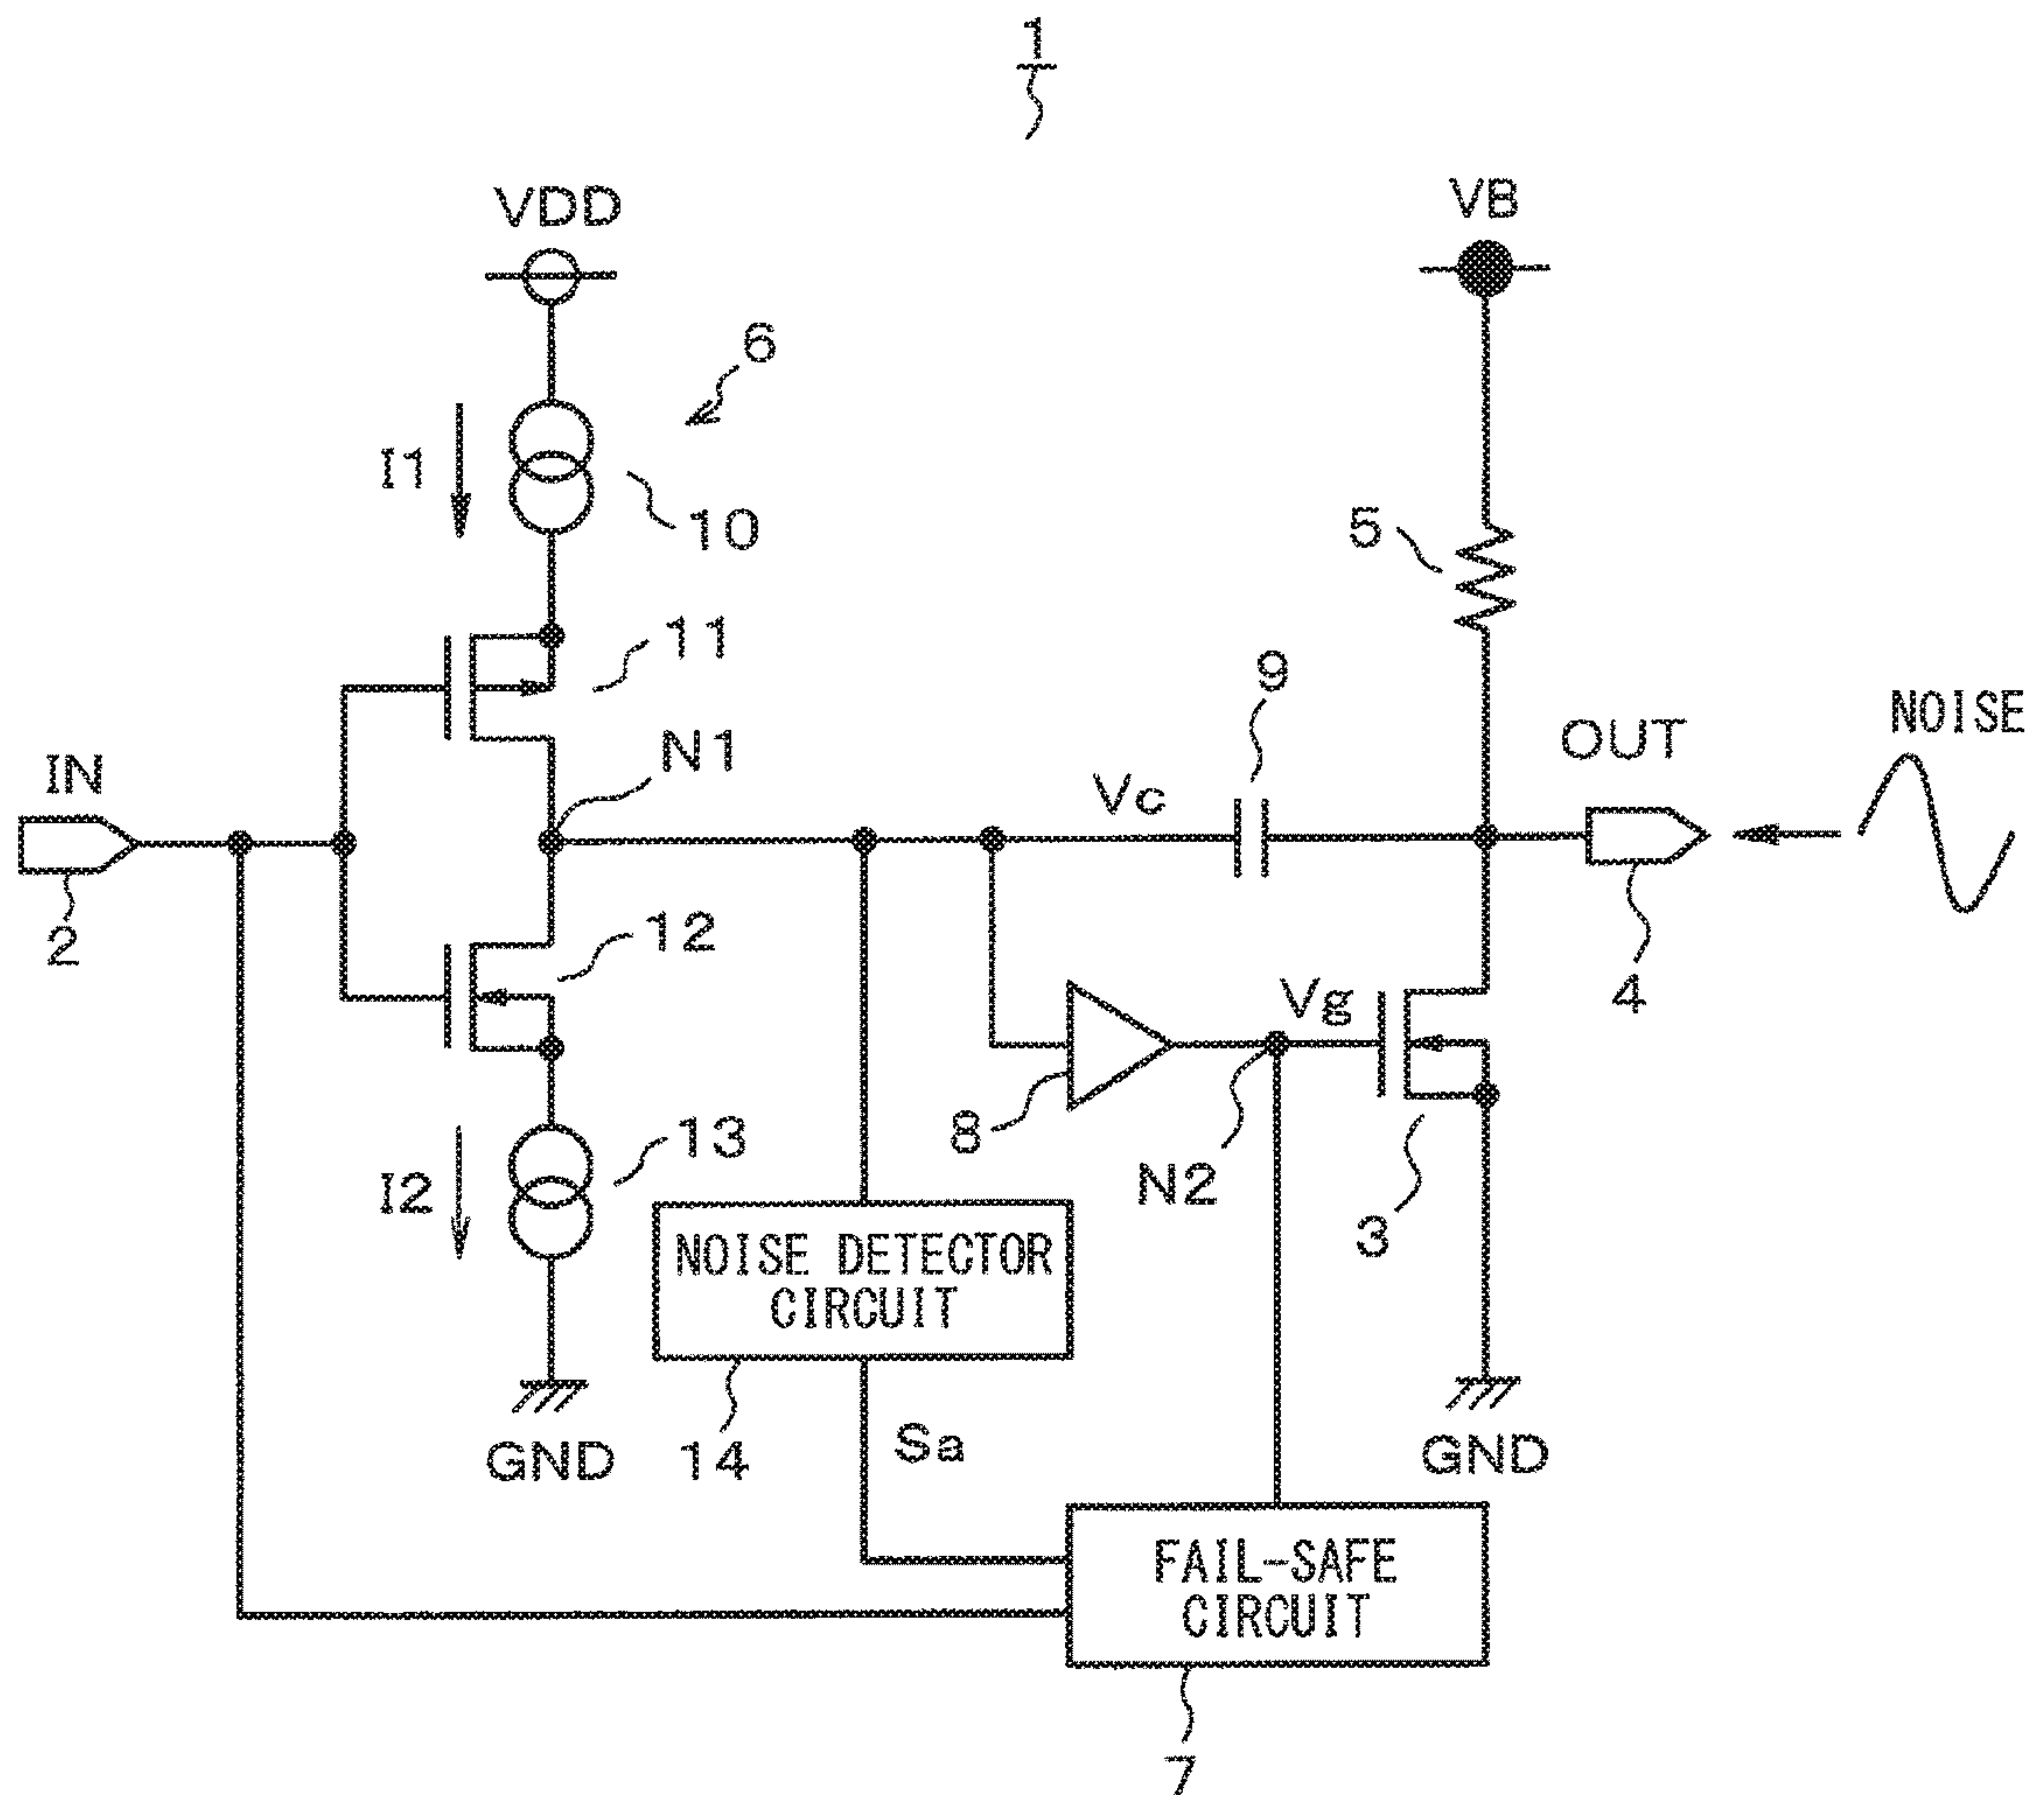 1
VDD
VB
6
I1
10
5
11
9
NOISE
N1
OUT
IN
Vc
2
12
4
Vg
8
13
N2
I2
3
NOISE DETECTOR
CIRCUIT
GND
14
Sa
GND
FAIL-SAFE
CIRCUIT
7